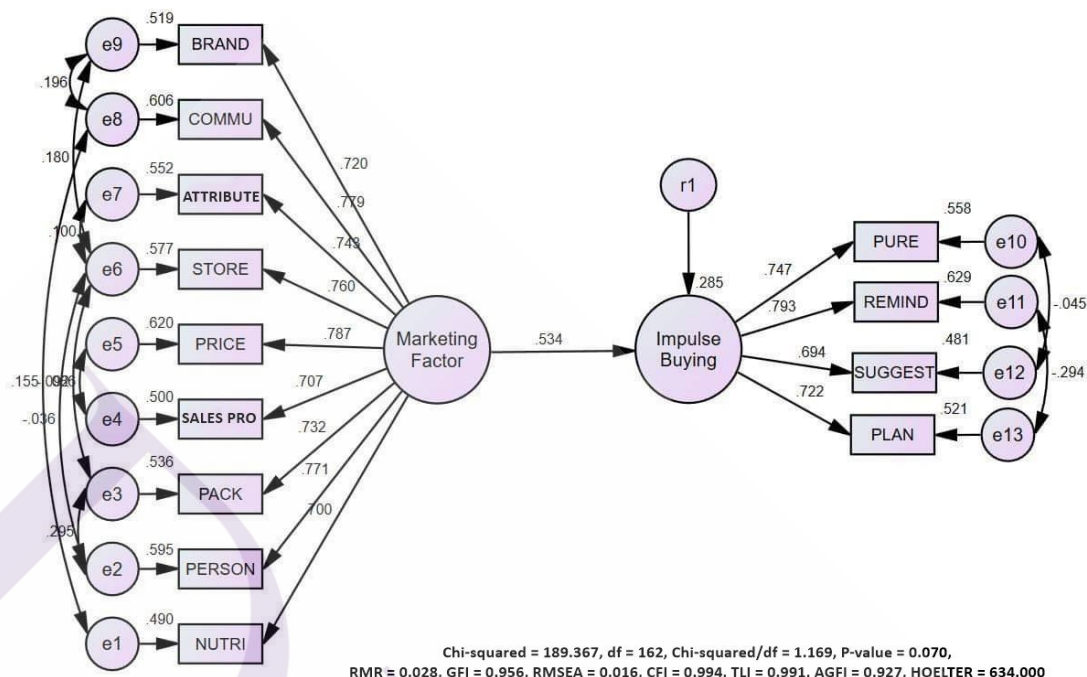 .519
e9
BRAND
.196
.606
e8
COMMU
.180
.720
.552
e7
ATTRIBUTE
.779
r1
.743
.558
PURE
e10
.100
.577
e6
STORE
.760
.747
.285
.629
REMIND
e11
-.045
.793
.620
e5
PRICE
.787
Marketing
Factor
.534
Impulse
Buying
.694
.481
SUGGEST
e12
-.294
.155
.707
.722
.500
e4
SALES PRO
-.036
.732
.521
PLAN
e13
.536
e3
PACK
.771
.700
.295
.595
e2
PERSON
.490
e1
NUTRI
Chi-squared = 189.367, df = 162, Chi-squared/df = 1.169, P-value = 0.070,
RMR = 0.028, GFI = 0.956, RMSEA = 0.016, CFI = 0.994, TLI = 0.991, AGFI = 0.927, HOELTER = 634.000